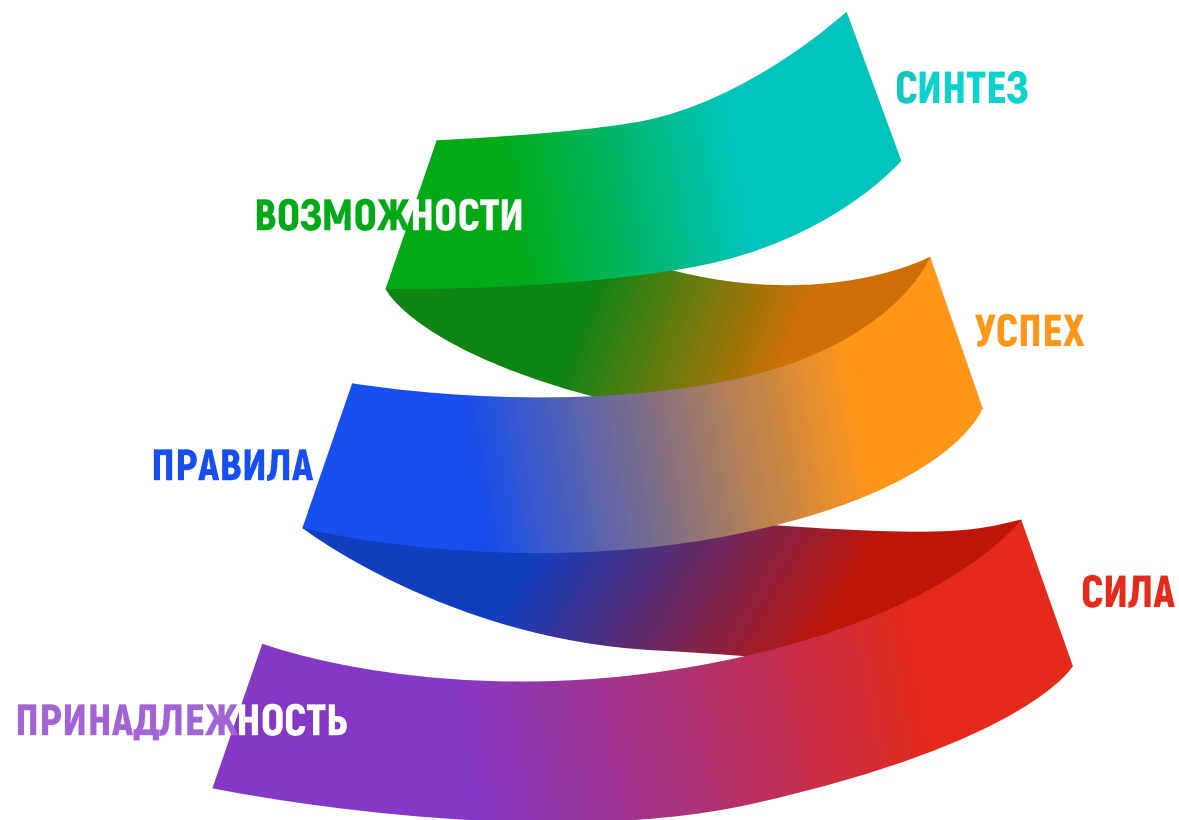 СИНТЕЗ
ВОЗМОЖНОСТИ
УСПЕХ
ПРАВИЛА
СИЛА
ПРИНАДЛЕЖНОСТЬ